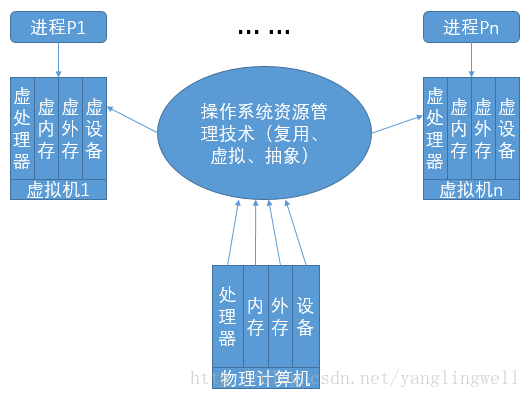 进程P1
... ...
进程Pn
虚处理器
虚内存
虚外存
虚设备
虚拟机1
操作系统资源管
理技术（复用、
虚拟、抽象）
虚处理器
虚内存
虚外存
虚设备
虚拟机n
处理器
内存
外存
设备
物理计算机
csdn.net/yanglingwell